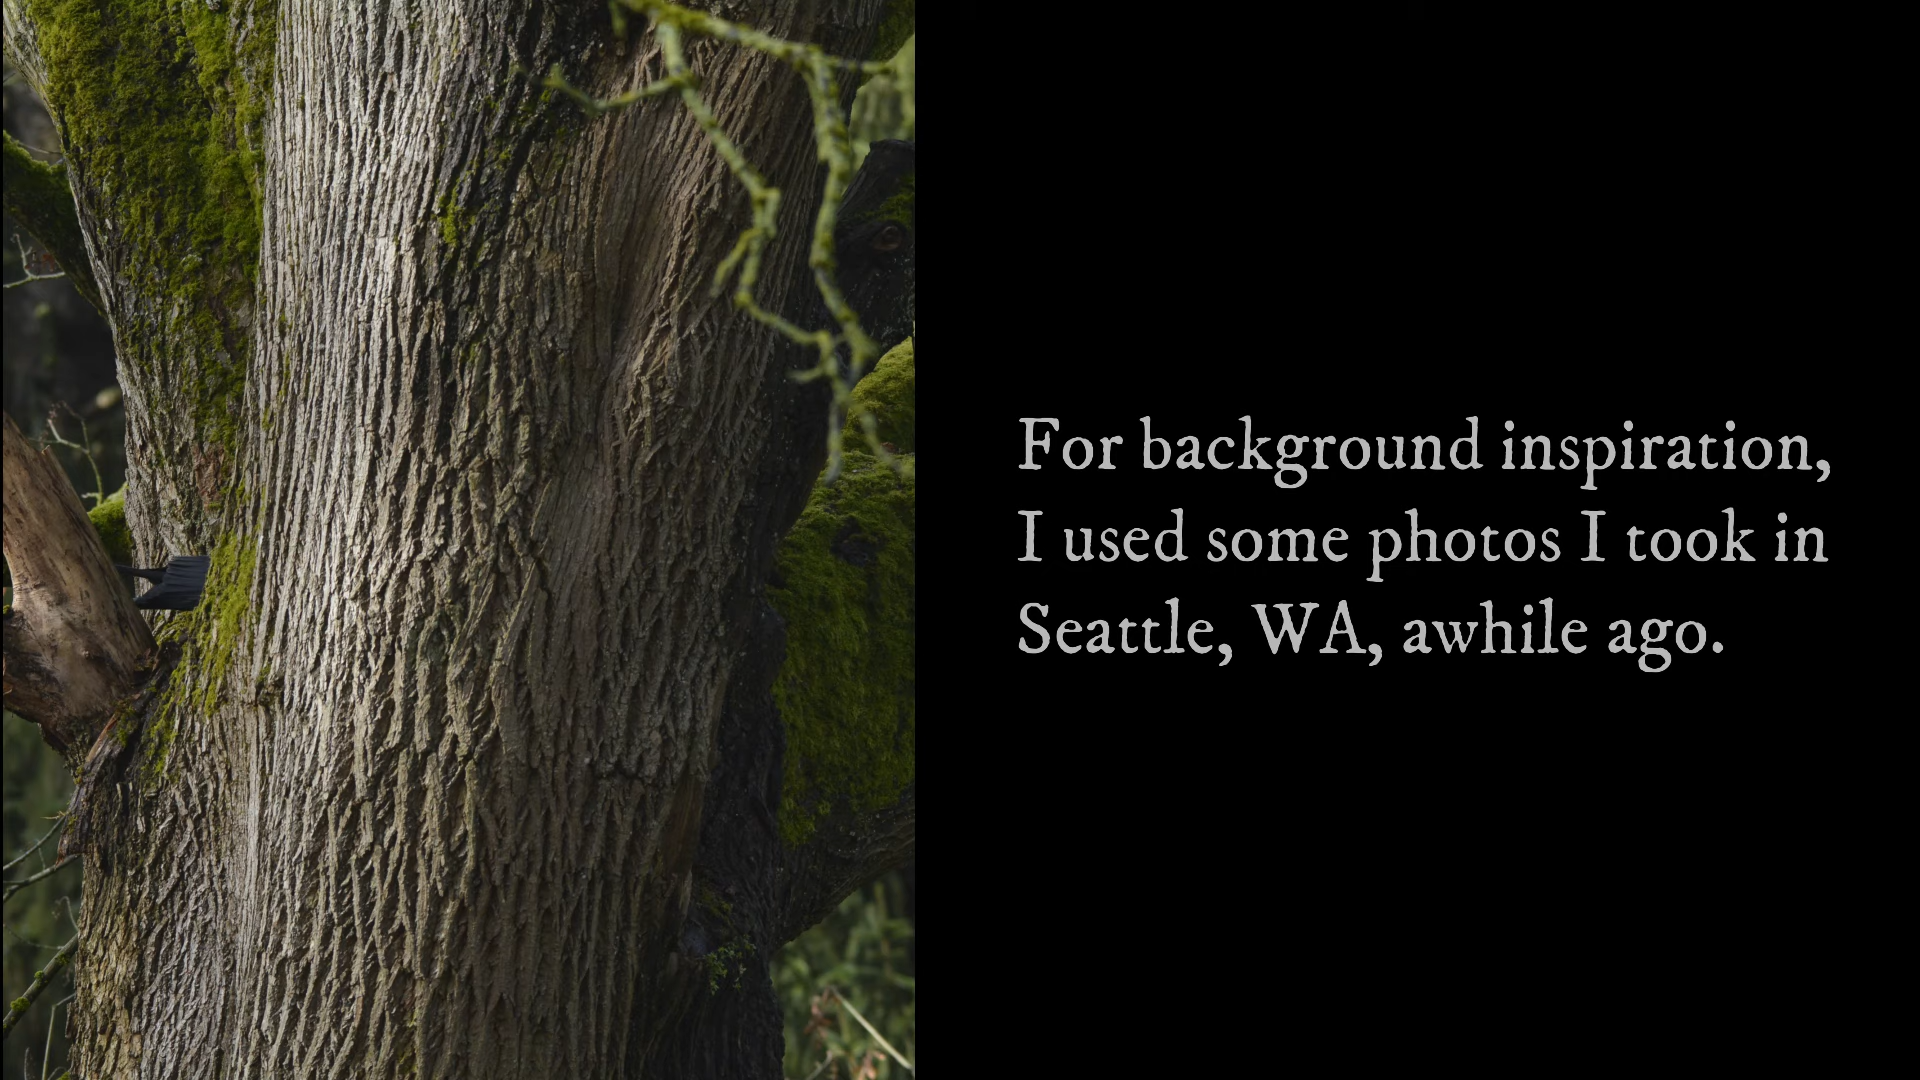 For background inspiration,
I used some photos I took in
Seattle, WA, awhile ago.